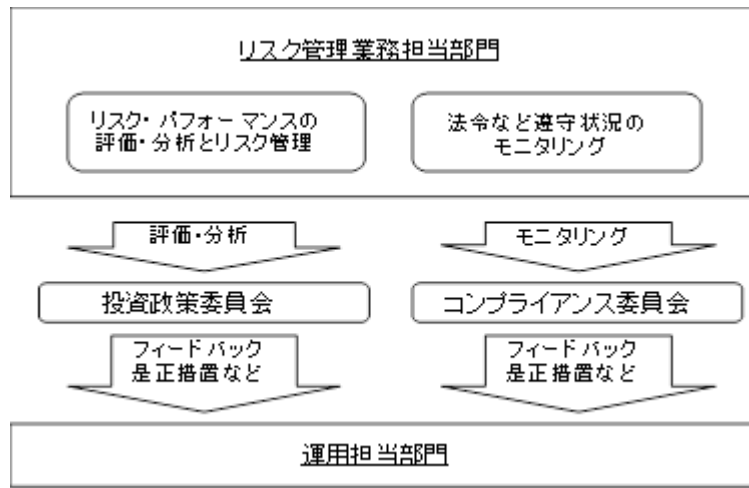 リスク管理業務担当部門
リスク・パフォーマンスの
評価・分析とリスク管理
法令など遵守状況の
モニタリング
評価・分析
モニタリング
投資政策委員会
コンプライアンス委員会
フィードバック
是正措置など
フィードバック
是正措置など
運用担当部門